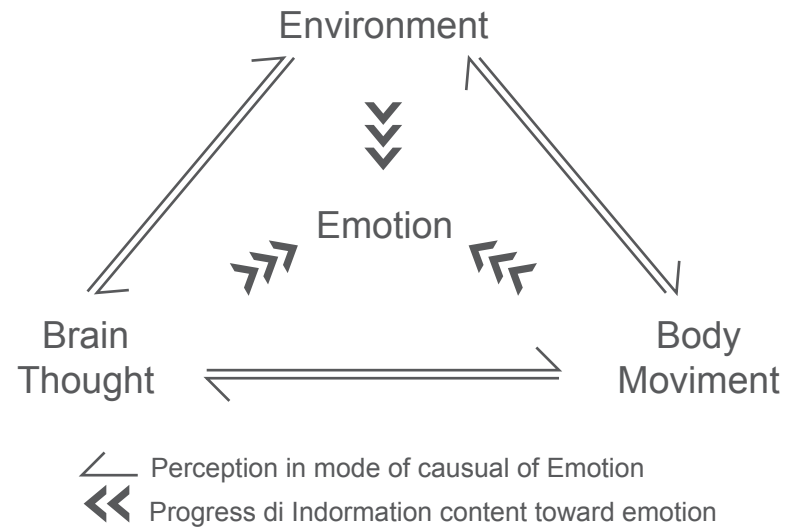 Environment
Emotion
Brain
Thought
Body
Moviment
Perception in mode of causual of Emotion
Progress di Indormation content toward emotion